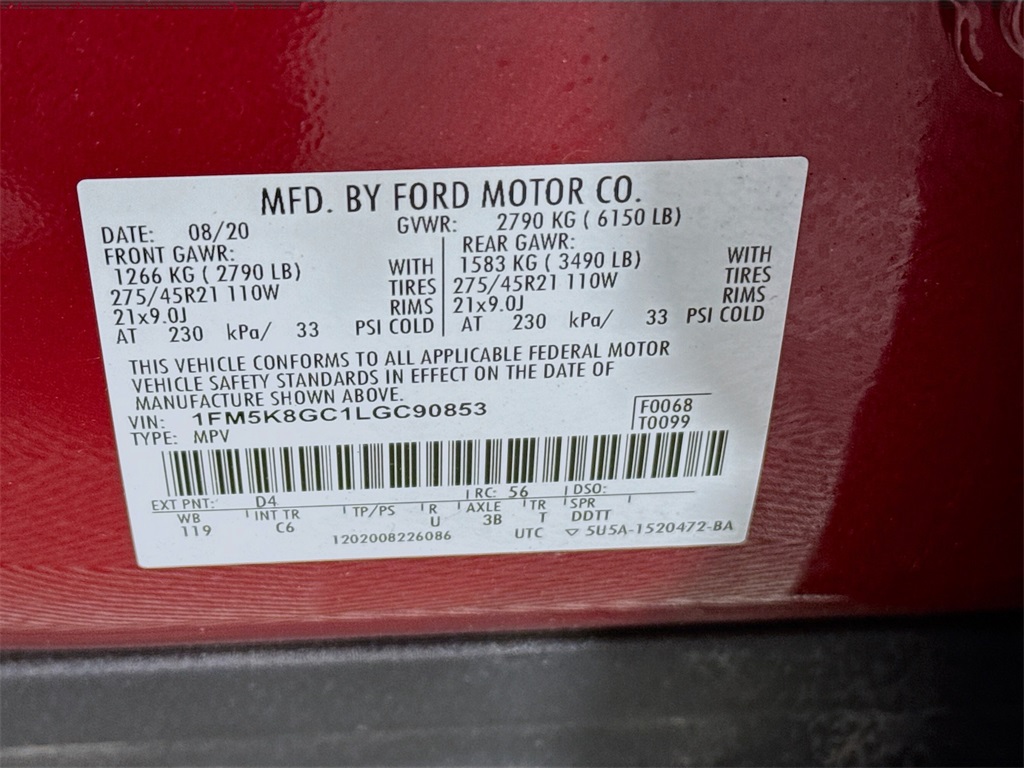 MFD. BY FORD MOTOR CO.
DATE: 08/20 GVWR: 2790 KG ( 6150 LB)
FRONT GAWR: REAR GAWR:
1266 KG ( 2790 LB) WITH 1583 KG ( 3490 LB) WITH
275/45R21 110W TIRES 275/45R21 110W TIRES
21x9.0J RIMS 21x9.0J RIMS
AT 230 kPa/ 33 PSI COLD AT 230 kPa/ 33 PSI COLD
THIS VEHICLE CONFORMS TO ALL APPLICABLE FEDERAL MOTOR
VEHICLE SAFETY STANDARDS IN EFFECT ON THE DATE OF
MANUFACTURE SHOWN ABOVE.
VIN: 1FM5K8GC1LGC90853 F0068
TYPE: MPV T0099
EXT PNT: D4 RC: 56 DSO:
WB INT TR TP/PS R AXLE TR SPR
119 C6 U 3B T DDTT
1202008226086 UTC ▽ 5U5A-1520472-BA